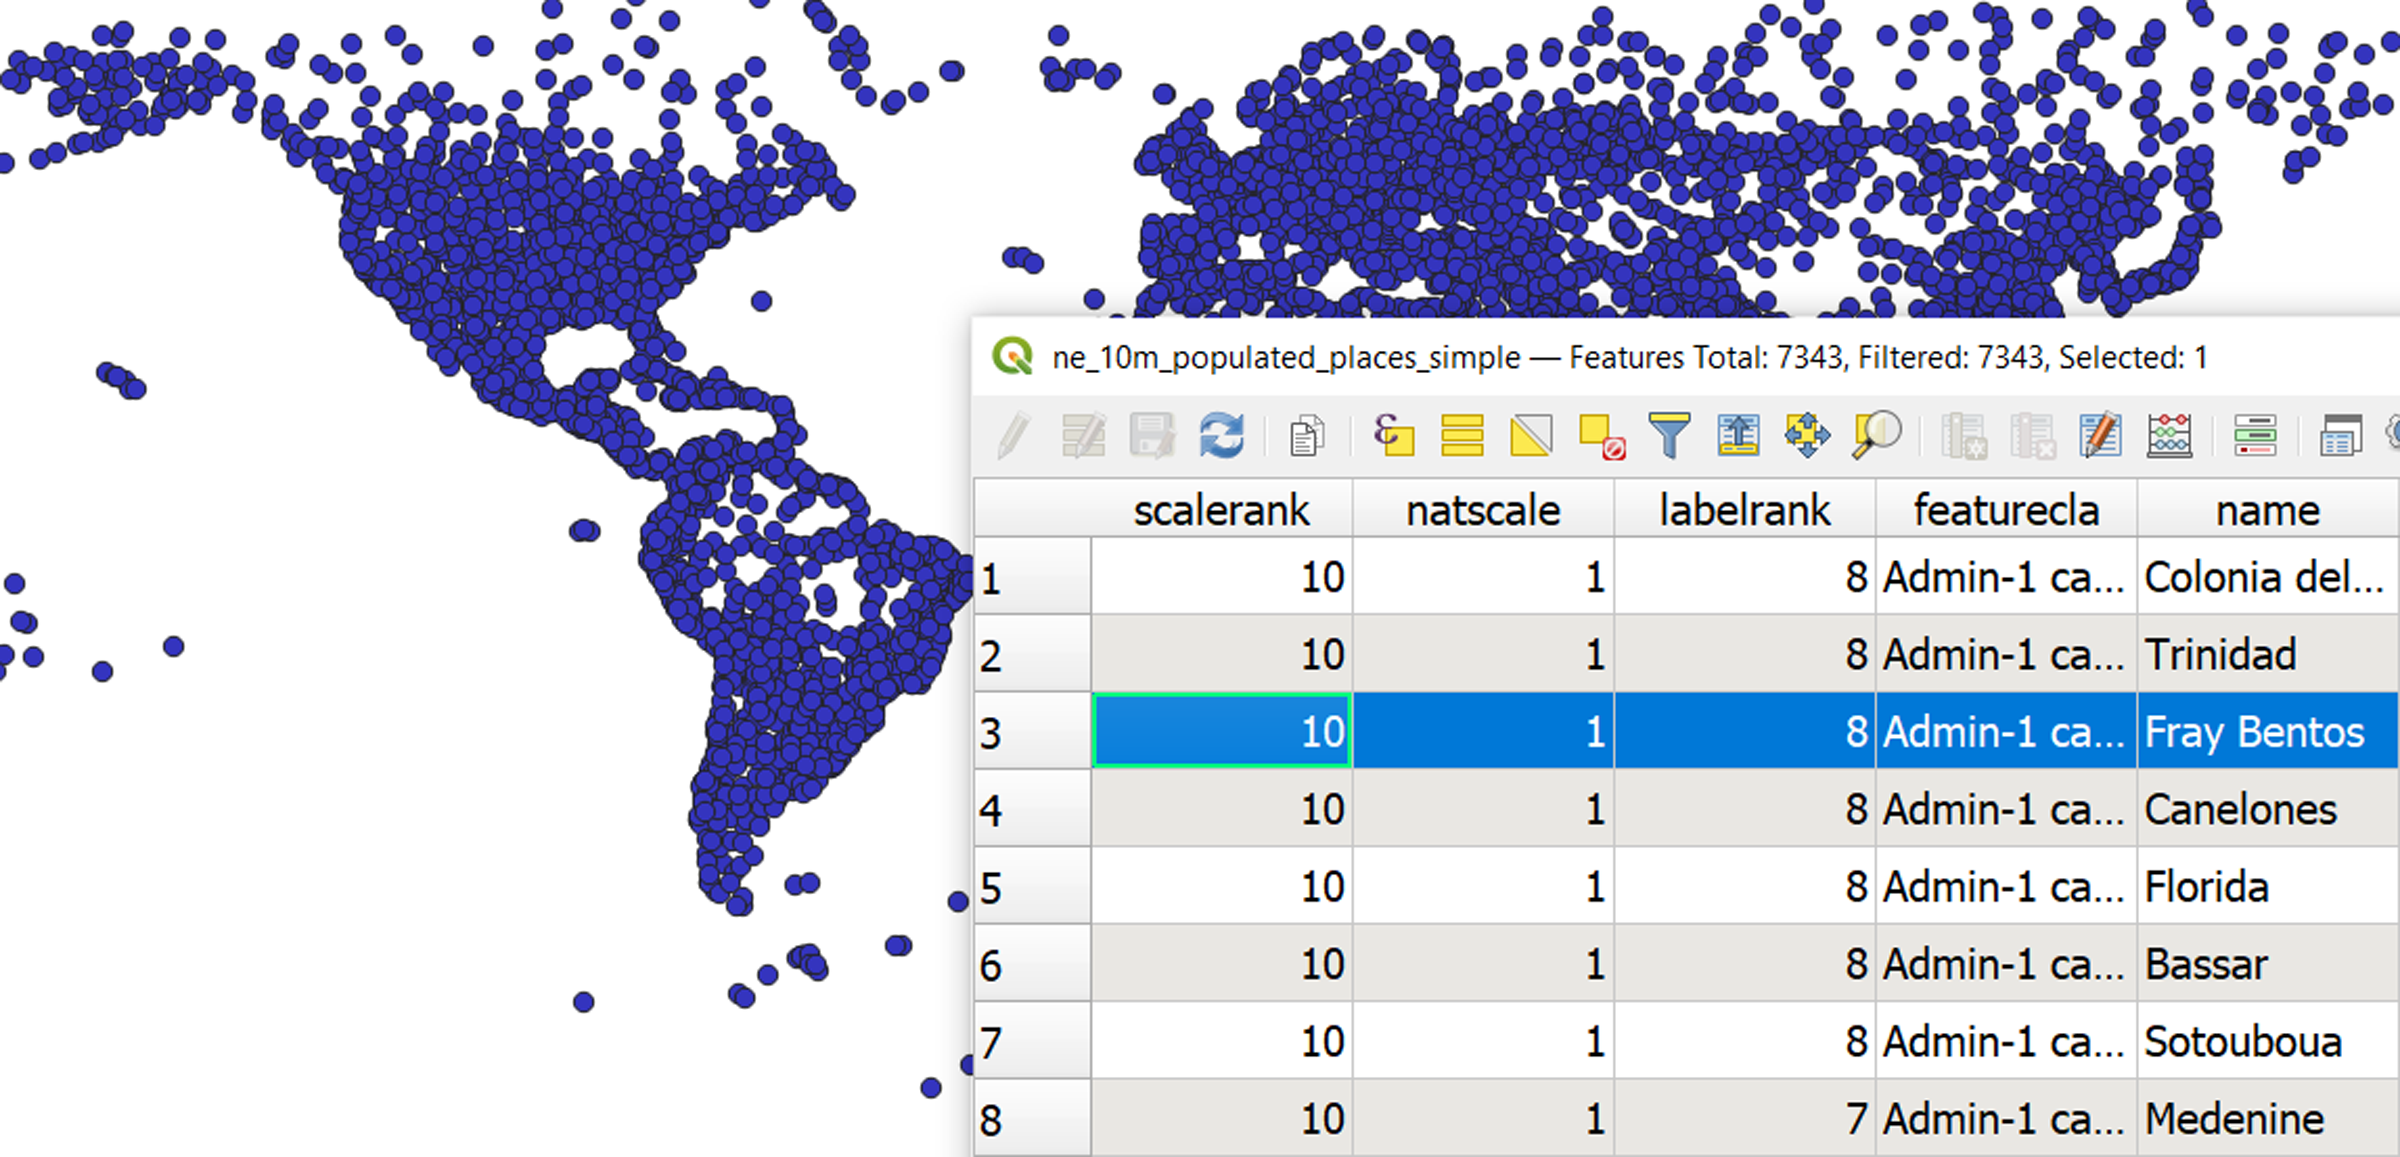 ne_10m_populated_places_simple — Features Total: 7343, Filtered: 7343, Selected: 1
ε
scalerank natscale labelrank featurecla name
1 10 1 8 Admin-1 ca... Colonia del...
2 10 1 8 Admin-1 ca... Trinidad
3 10 1 8 Admin-1 ca... Fray Bentos
4 10 1 8 Admin-1 ca... Canelones
5 10 1 8 Admin-1 ca... Florida
6 10 1 8 Admin-1 ca... Bassar
7 10 1 8 Admin-1 ca... Sotouboua
8 10 1 7 Admin-1 ca... Medenine